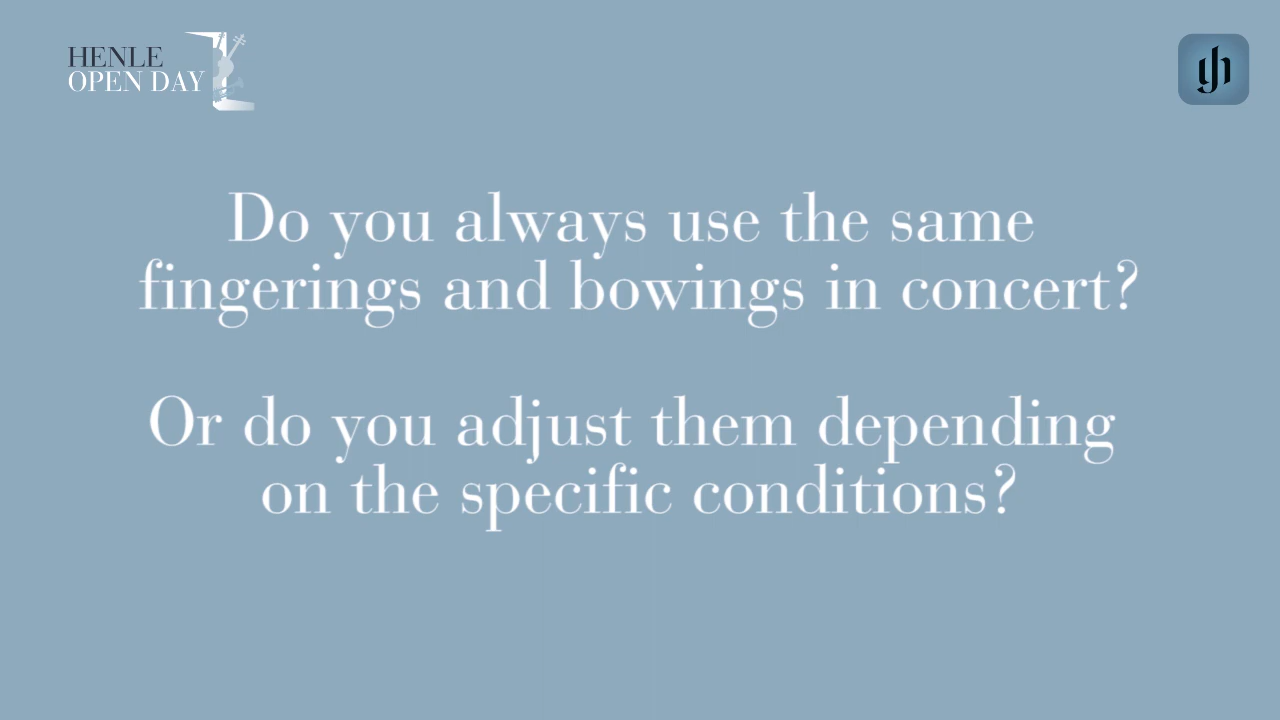 HENLE
OPEN DAY
Do you always use the same
fingerings and bowings in concert?
Or do you adjust them depending
on the specific conditions?